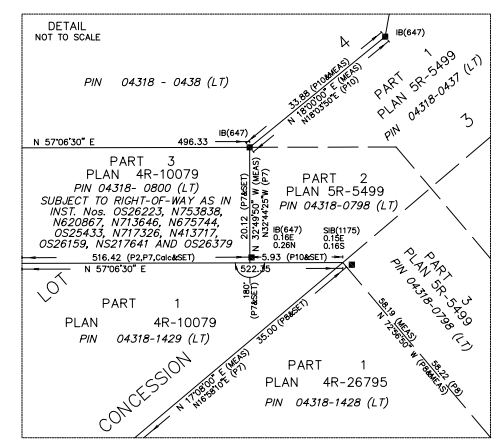 DETAIL
NOT TO SCALE
PIN 04318 - 0438 (LT)
4
IB(647)
33.88 (P10&MEAS)
N 18°00'00" E (MEAS)
N18°03'50" E (P10)
PART 1
PLAN 5R-5499
PIN 04318-0437 (LT)
3
N 57°06'30" E 496.33
IB(647)
PART 3
PLAN 4R-10079
PIN 04318- 0800 (LT)
SUBJECT TO RIGHT-OF-WAY AS IN
INST. Nos. OS26223, N753838,
N620867, N713646, N675744,
OS25433, N717326, N413717,
OS26159, NS217641 AND OS26379
20.12 (P7&SET)
N 32°49'50" W (MEAS)
N32°44'25"W (P7)
PART 2
PLAN 5R-5499
PIN 04318-0798 (LT)
IB(647)
0.16E
0.26N
SIB(1175)
0.15E
0.16S
516.42 (P2,P7,Calc&SET)
5.93 (P10&SET)
N 57°06'30" E
522.35
180°
(P7&SET)
PART 3
PLAN 5R-5499
PIN 04318-0798 (LT)
LOT
PART 1
PLAN 4R-10079
PIN 04318-1429 (LT)
35.00 (P8&SET)
N 17°08'00" E (MEAS)
N16°58'10"E (P7)
58.19 (MEAS)
N 72°56'50" W (P8&MEAS)
58.22 (P8)
CONCESSION
PART 1
PLAN 4R-26795
PIN 04318-1428 (LT)